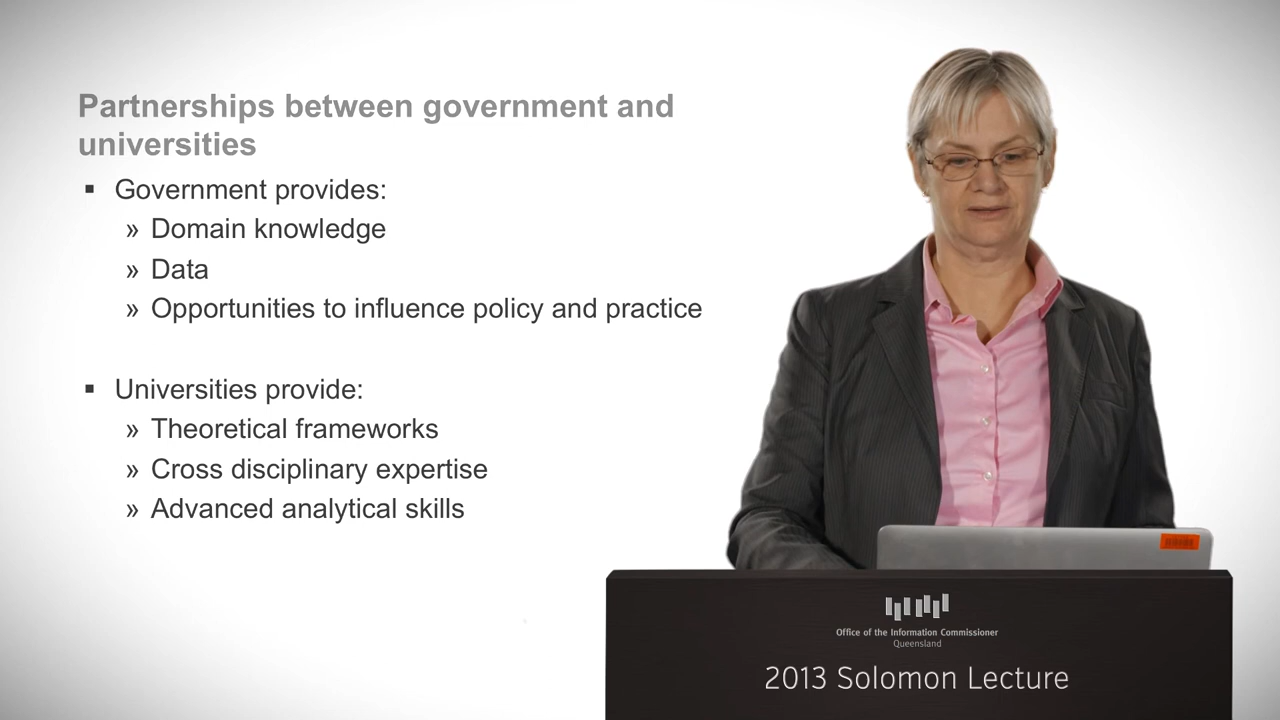 Partnerships between government and
universities
▪ Government provides:
» Domain knowledge
» Data
» Opportunities to influence policy and practice
▪ Universities provide:
» Theoretical frameworks
» Cross disciplinary expertise
» Advanced analytical skills
Office of the Information Commissioner
Queensland
2013 Solomon Lecture